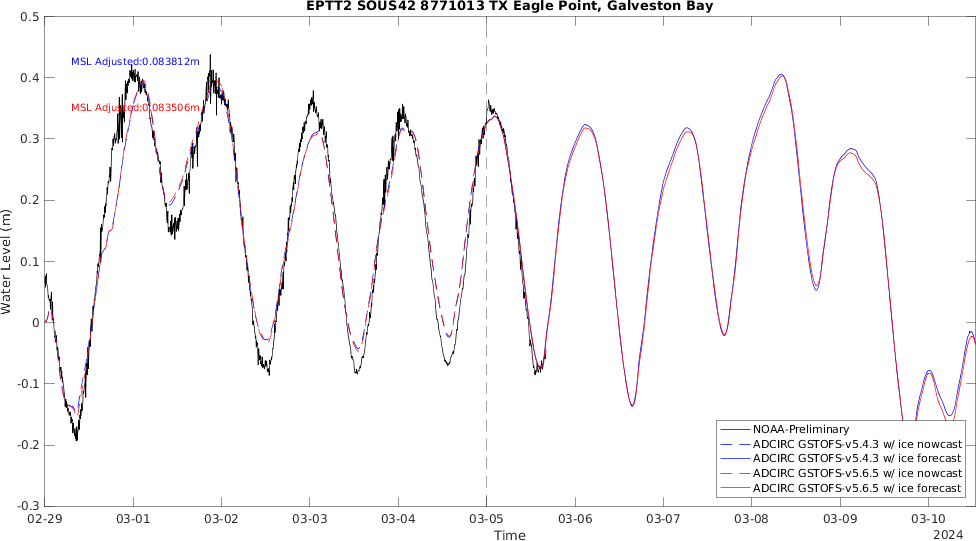 EPTT2 SOUS42 8771013 TX Eagle Point, Galveston Bay
0.5
MSL Adjusted:0.083812m
0.4
MSL Adjusted:0.083506m
0.3
0.2
0.1
0
-0.1
-0.2
-0.3
Water Level (m)
NOAA-Preliminary
ADCIRC GSTOFS-v5.4.3 w/ ice nowcast
ADCIRC GSTOFS-v5.4.3 w/ ice forecast
ADCIRC GSTOFS-v5.6.5 w/ ice nowcast
ADCIRC GSTOFS-v5.6.5 w/ ice forecast
02-29 03-01 03-02 03-03 03-04 03-05 03-06 03-07 03-08 03-09 03-10
Time
2024